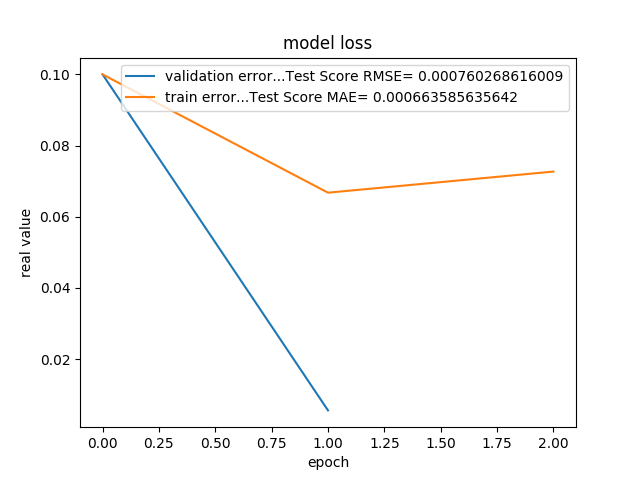 model loss
validation error...Test Score RMSE= 0.000760268616009
train error...Test Score MAE= 0.000663585635642
real value
0.10
0.08
0.06
0.04
0.02
0.00 0.25 0.50 0.75 1.00 1.25 1.50 1.75 2.00
epoch